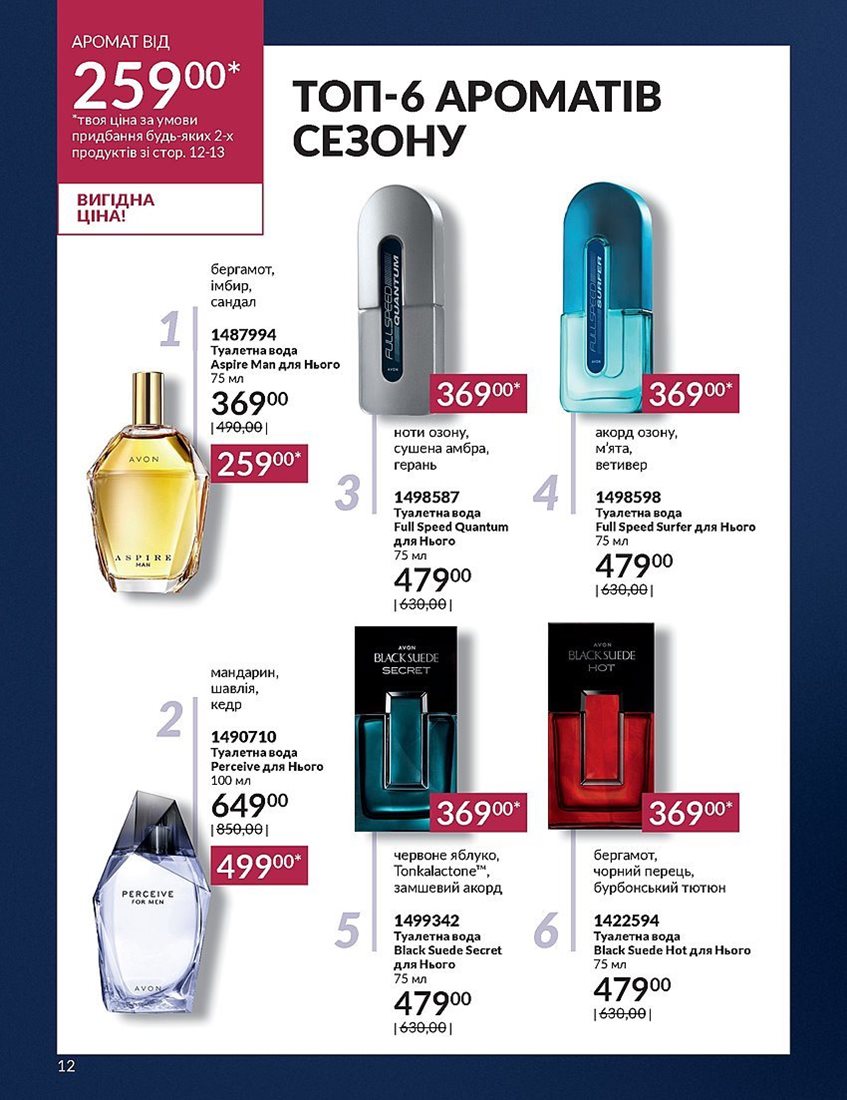 АРОМАТ ВІД
259⁰⁰*
*твоя ціна за умови
придбання будь-яких 2-х
продуктів зі стор. 12-13
ВИГІДНА
ЦІНА!
ТОП-6 АРОМАТІВ
СЕЗОНУ
1
бергамот,
імбир,
сандал
1487994
Туалетна вода
Aspire Man для Нього
75 мл
369⁰⁰
|490,00|
259⁰⁰*
AVON
ASPIRE
MAN
FULL SPEED
QUANTUM
AVON
369⁰⁰*
3
ноти озону,
сушена амбра,
герань
1498587
Туалетна вода
Full Speed Quantum
для Нього
75 мл
479⁰⁰
|630,00|
FULL SPEED
SURFER
AVON
369⁰⁰*
4
акорд озону,
м'ята,
ветивер
1498598
Туалетна вода
Full Speed Surfer для Нього
75 мл
479⁰⁰
|630,00|
2
мандарин,
шавлія,
кедр
1490710
Туалетна вода
Perceive для Нього
100 мл
649⁰⁰
|850,00|
499⁰⁰*
PERCEIVE
FOR MEN
AVON
AVON
BLACK SUEDE
SECRET
369⁰⁰*
5
червоне яблуко,
Tonkalactone™,
замшевий акорд
1499342
Туалетна вода
Black Suede Secret
для Нього
75 мл
479⁰⁰
|630,00|
AVON
BLACK SUEDE
HOT
369⁰⁰*
6
бергамот,
чорний перець,
бурбонський тютюн
1422594
Туалетна вода
Black Suede Hot для Нього
75 мл
479⁰⁰
|630,00|
12